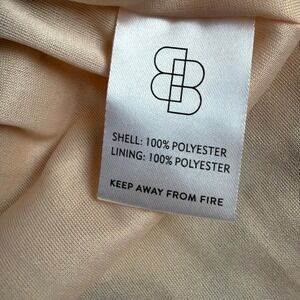 SHELL: 100% POLYESTER
LINING: 100% POLYESTER
KEEP AWAY FROM FIRE